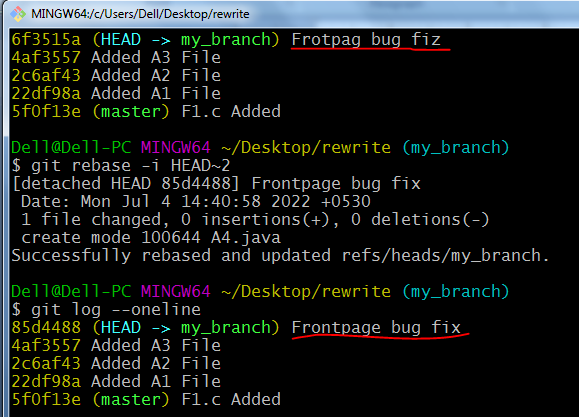 MINGW64:/c/Users/Dell/Desktop/rewrite
6f3515a (HEAD -> my_branch) Frotpag bug fiz
4af3557 Added A3 File
2c6af43 Added A2 File
22df98a Added A1 File
5f0f13e (master) F1.c Added
Dell@Dell-PC MINGW64 ~/Desktop/rewrite (my_branch)
$ git rebase -i HEAD~2
[detached HEAD 85d4488] Frontpage bug fix
Date: Mon Jul 4 14:40:58 2022 +0530
1 file changed, 0 insertions(+), 0 deletions(-)
create mode 100644 A4.java
Successfully rebased and updated refs/heads/my_branch.
Dell@Dell-PC MINGW64 ~/Desktop/rewrite (my_branch)
$ git log --oneline
85d4488 (HEAD -> my_branch) Frontpage bug fix
4af3557 Added A3 File
2c6af43 Added A2 File
22df98a Added A1 File
5f0f13e (master) F1.c Added